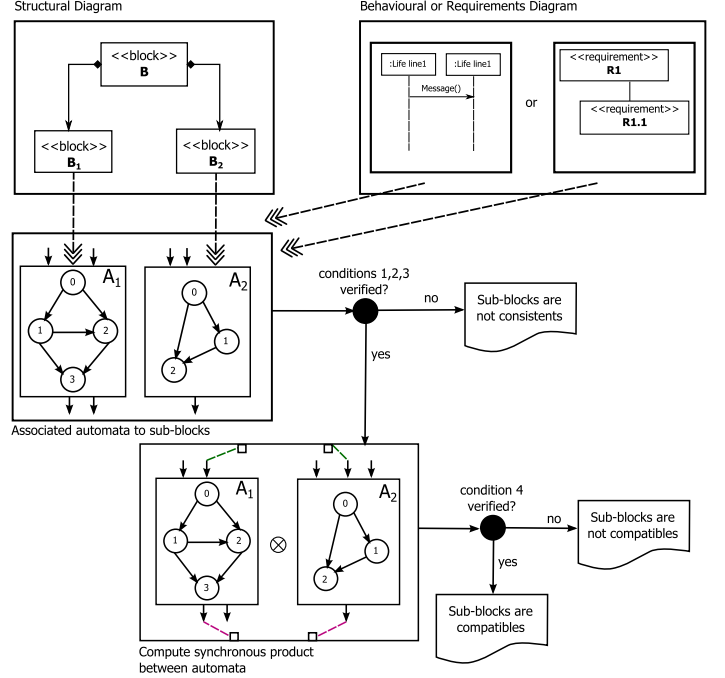 Structural Diagram
Behavioural or Requirements Diagram
<<block>>
B
<<block>>
B1
<<block>>
B2
:Life line1
:Life line1
Message()
or
<<requirement>>
R1
<<requirement>>
R1.1
A1
0
1
2
3
A2
0
1
2
Associated automata to sub-blocks
conditions 1,2,3
verified?
no
Sub-blocks are
not consistents
yes
A1
0
1
2
3
A2
0
1
2
Compute synchronous product
between automata
condition 4
verified?
no
Sub-blocks are
not compatibles
yes
Sub-blocks are
compatibles